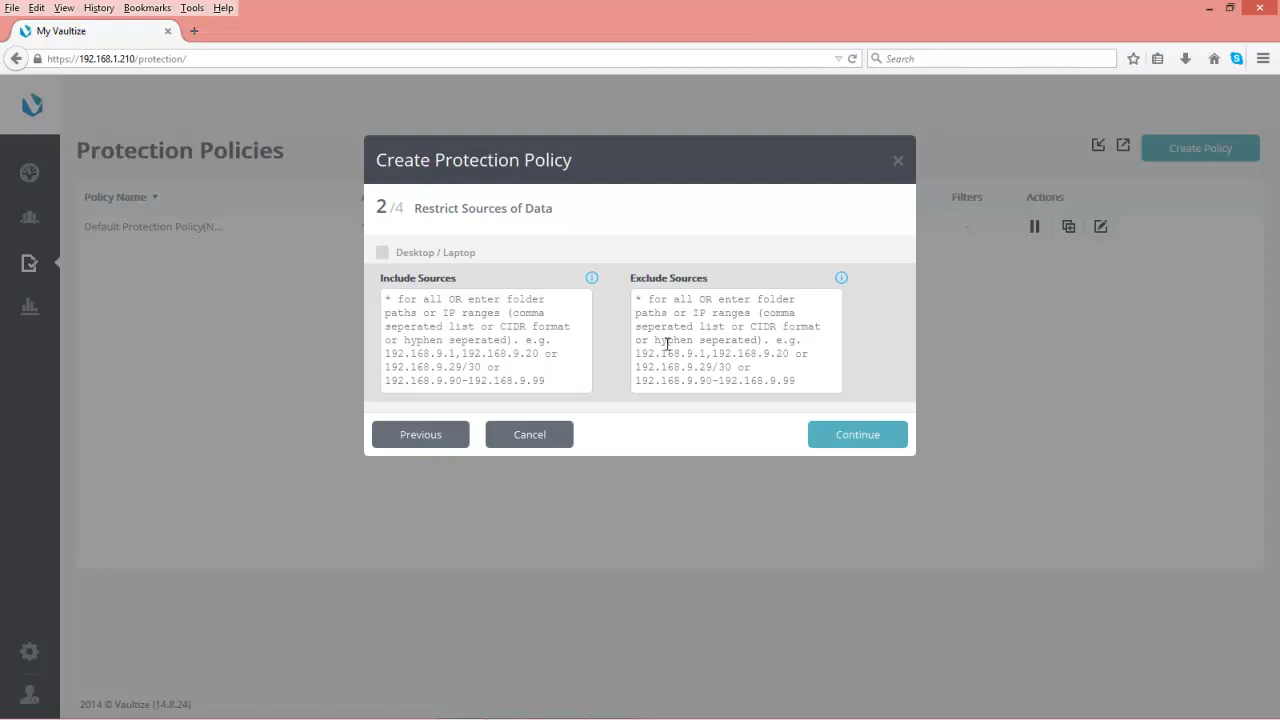 File Edit View History Bookmarks Tools Help
My Vaultize
https://192.168.1.210/protection/
Search
Protection Policies
Create Policy
Policy Name
Filters
Actions
Default Protection Policy(N...
Create Protection Policy
2 /4 Restrict Sources of Data
Desktop / Laptop
Include Sources
* for all OR enter folder
paths or IP ranges (comma
seperated list or CIDR format
or hyphen seperated). e.g.
192.168.9.1,192.168.9.20 or
192.168.9.29/30 or
192.168.9.90-192.168.9.99
Exclude Sources
* for all OR enter folder
paths or IP ranges (comma
seperated list or CIDR format
or hyphen seperated). e.g.
192.168.9.1,192.168.9.20 or
192.168.9.29/30 or
192.168.9.90-192.168.9.99
Previous
Cancel
Continue
2014 © Vaultize (14.8.24)